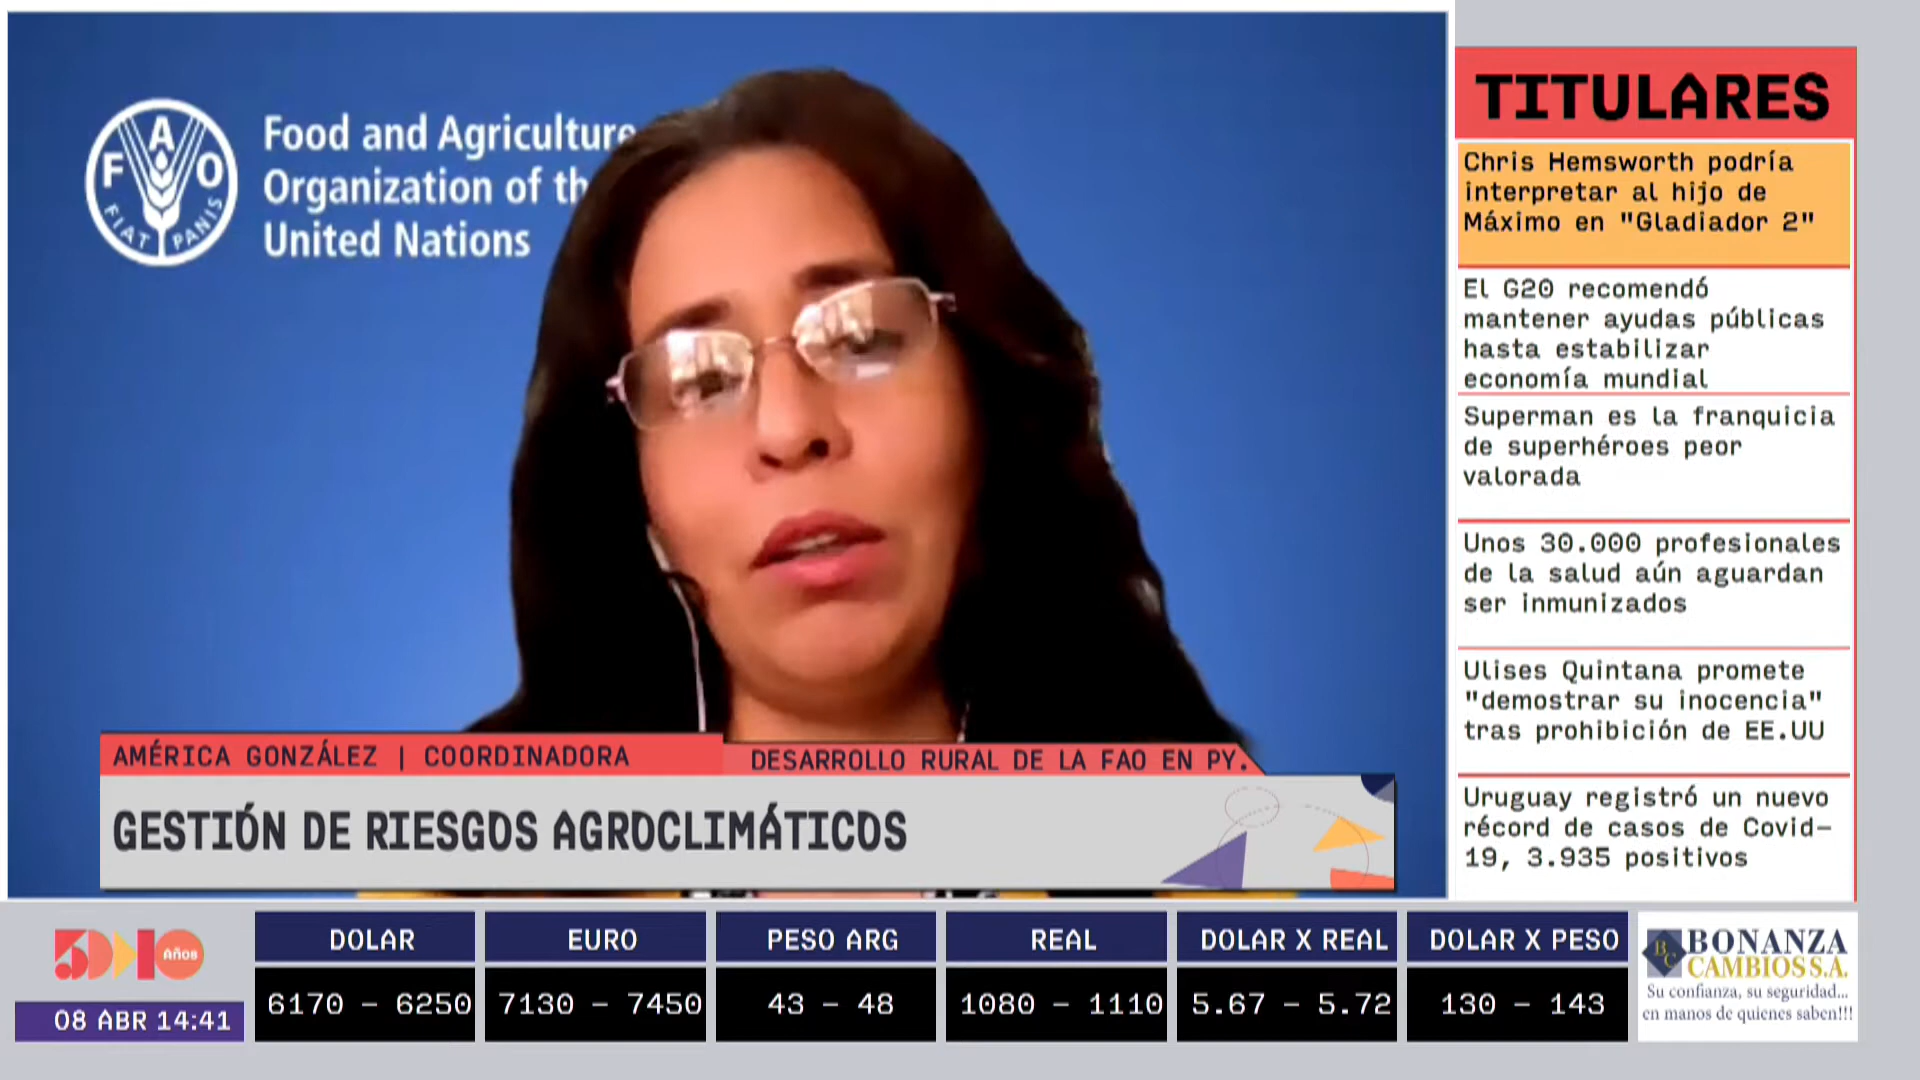 FAO
FIAT PANIS
Food and Agriculture
Organization of th
United Nations
AMÉRICA GONZÁLEZ | COORDINADORA
DESARROLLO RURAL DE LA FAO EN PY.
GESTIÓN DE RIESGOS AGROCLIMÁTICOS
TITULARES
Chris Hemsworth podría
interpretar al hijo de
Máximo en "Gladiador 2"
El G20 recomendó
mantener ayudas públicas
hasta estabilizar
economía mundial
Superman es la franquicia
de superhéroes peor
valorada
Unos 30.000 profesionales
de la salud aún aguardan
ser inmunizados
Ulises Quintana promete
"demostrar su inocencia"
tras prohibición de EE.UU
Uruguay registró un nuevo
récord de casos de Covid-
19, 3.935 positivos
Años
08 ABR 14:41
DOLAR
6170 - 6250
EURO
7130 - 7450
PESO ARG
43 - 48
REAL
1080 - 1110
DOLAR X REAL
5.67 - 5.72
DOLAR X PESO
130 - 143
BC
BONANZA
CAMBIOS S.A.
Su confianza, su seguridad...
en manos de quienes saben!!!